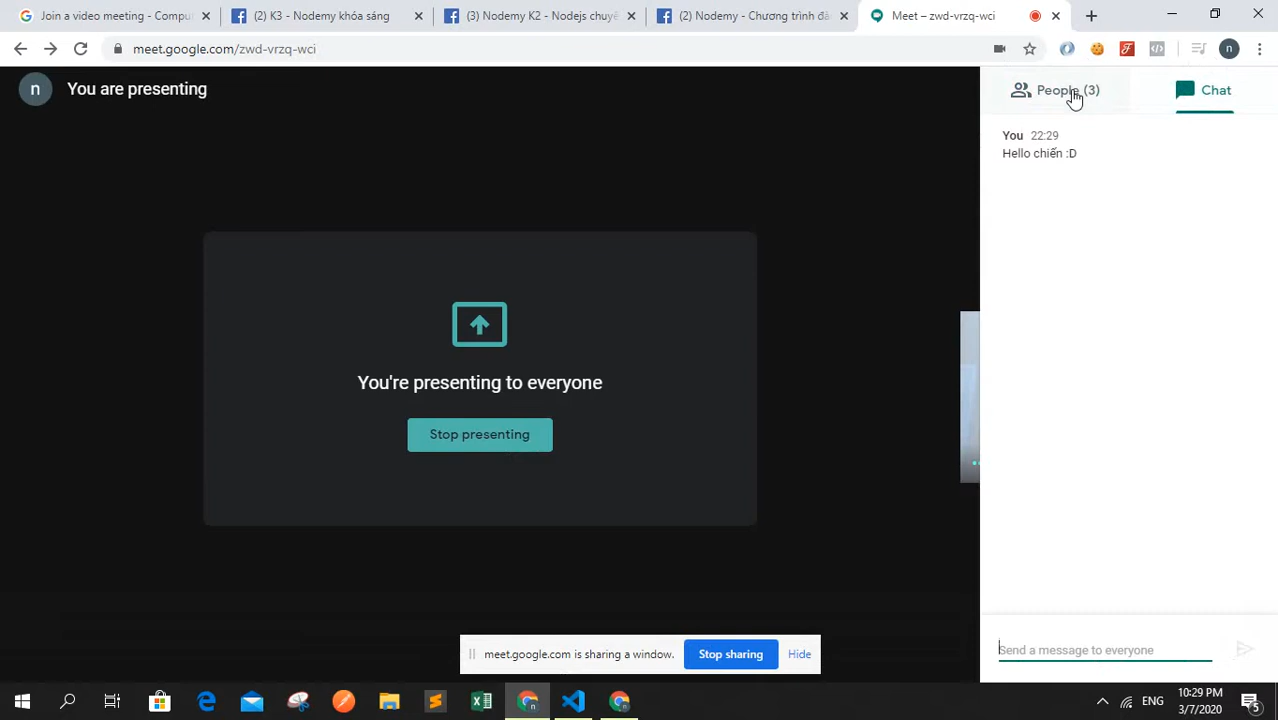 Join a video meeting - Compu
(2) K3 - Nodemy khóa sáng
(3) Nodemy K2 - Nodejs chuyê
(2) Nodemy - Chương trình đà
Meet – zwd-vrzq-wci
meet.google.com/zwd-vrzq-wci
n
n
You are presenting
People (3)
Chat
You 22:29
Hello chiến :D
You're presenting to everyone
Stop presenting
Send a message to everyone
meet.google.com is sharing a window.
Stop sharing
Hide
ENG
10:29 PM
3/7/2020
5